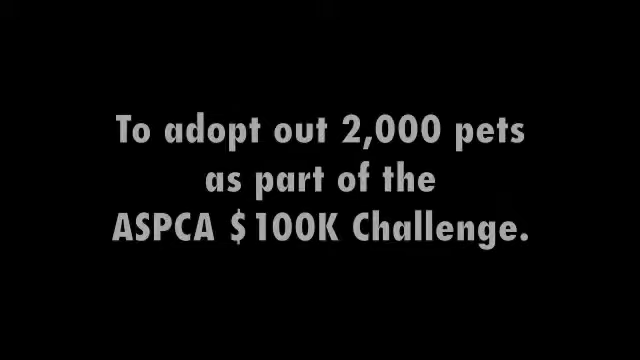 To adopt out 2,000 pets
as part of the
ASPCA $100K Challenge.